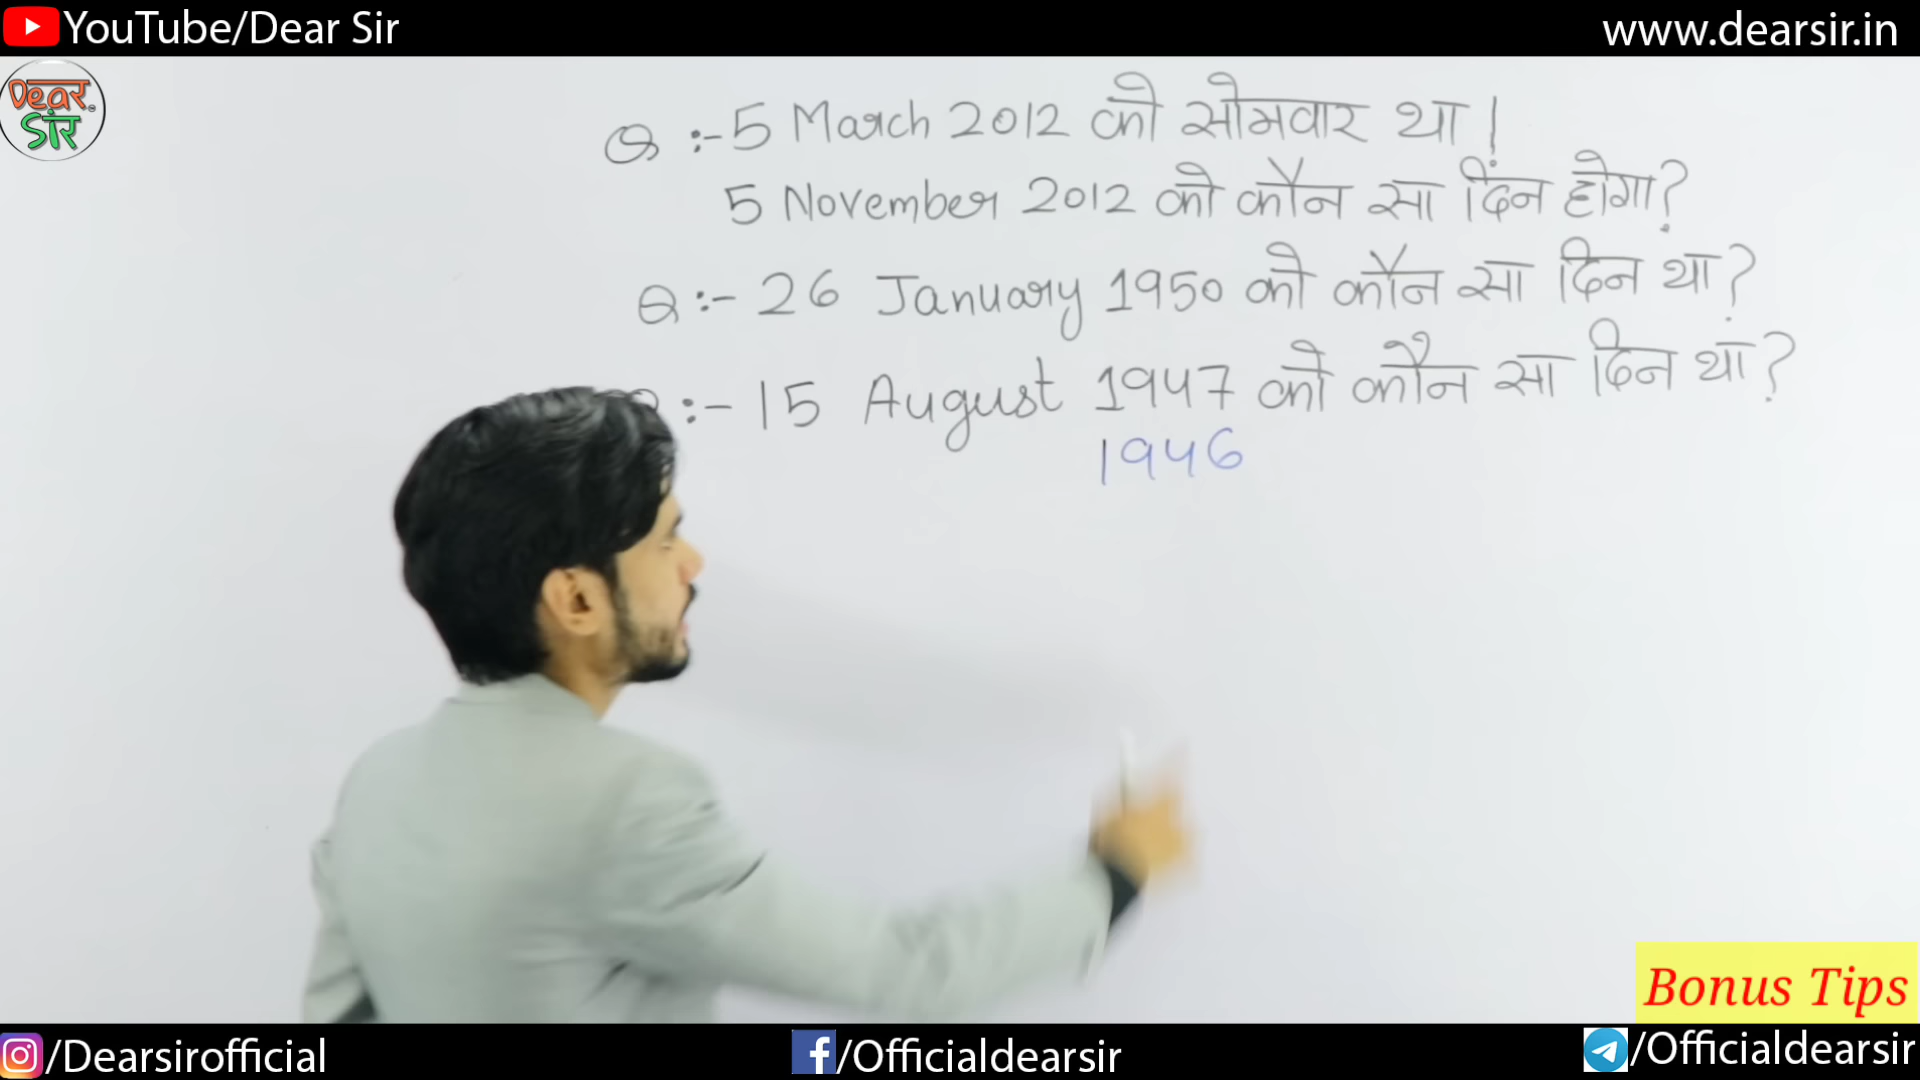 YouTube/Dear Sir
www.dearsir.in
Dear
सर
Q :- 5 March 2012 को सोमवार था।
5 November 2012 को कौन सा दिन होगा?
Q :- 26 January 1950 को कौन सा दिन था?
:- 15 August 1947 को कौन सा दिन था?
1946
Bonus Tips
/Dearsirofficial
/Officialdearsir
/Officialdearsir